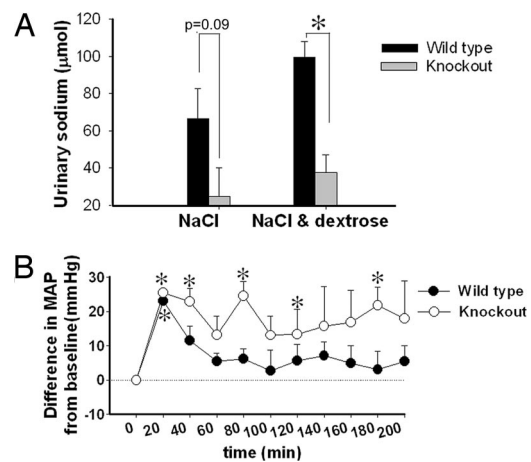 A
p=0.09
*
Wild type
Knockout
Urinary sodium (µmol)
120
100
80
60
40
20
NaCl
NaCl & dextrose
B
Difference in MAP
from baseline(mmHg)
30
20
10
0
-10
* * * * * *
Wild type
Knockout
0 20 40 60 80 100 120 140 160 180 200
time (min)